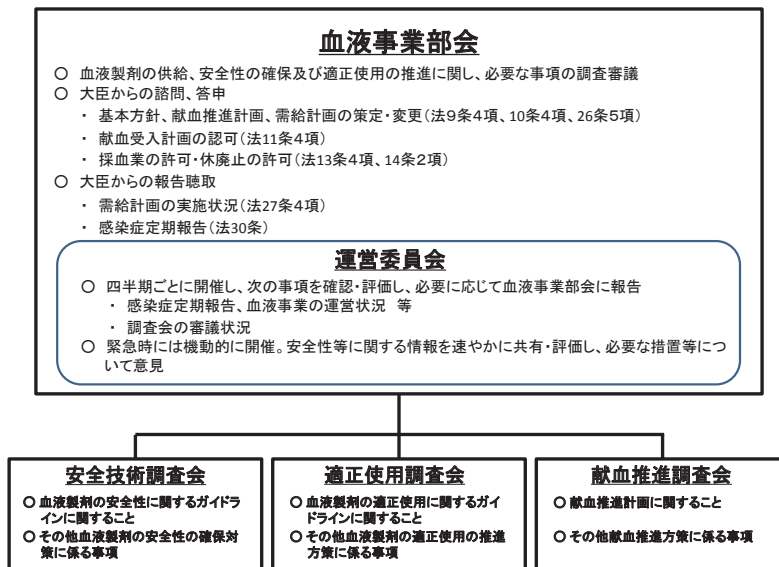 血液事業部会
○ 血液製剤の供給、安全性の確保及び適正使用の推進に関し、必要な事項の調査審議
○ 大臣からの諮問、答申
・ 基本方針、献血推進計画、需給計画の策定・変更(法９条４項、10条４項、26条５項)
・ 献血受入計画の認可(法11条４項)
・ 採血業の許可・休廃止の許可(法13条４項、14条２項)
○ 大臣からの報告聴取
・ 需給計画の実施状況(法27条４項)
・ 感染症定期報告(法30条)
運営委員会
○ 四半期ごとに開催し、次の事項を確認・評価し、必要に応じて血液事業部会に報告
・ 感染症定期報告、血液事業の運営状況 等
・ 調査会の審議状況
○ 緊急時には機動的に開催。安全性等に関する情報を速やかに共有・評価し、必要な措置等につ
いて意見
安全技術調査会
○ 血液製剤の安全性に関するガイドラ
インに関すること
○ その他血液製剤の安全性の確保対
策に係る事項
適正使用調査会
○ 血液製剤の適正使用に関するガイ
ドラインに関すること
○ その他血液製剤の適正使用の推進
方策に係る事項
献血推進調査会
○ 献血推進計画に関すること
○ その他献血推進方策に係る事項